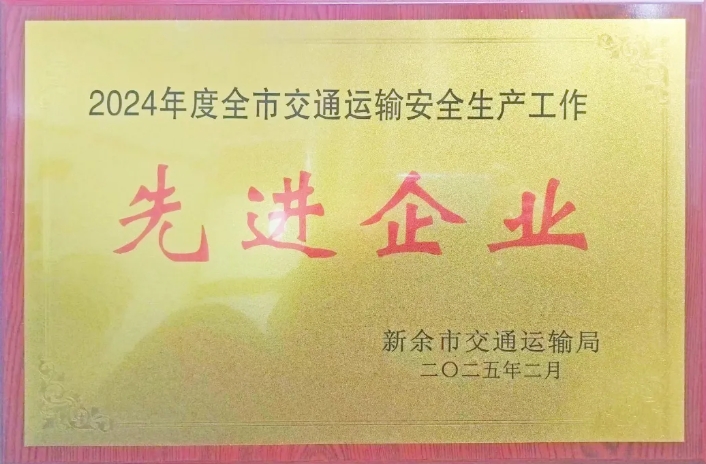 2024年度全市交通运输安全生产工作
先进企业
新余市交通运输局
二〇二五年二月